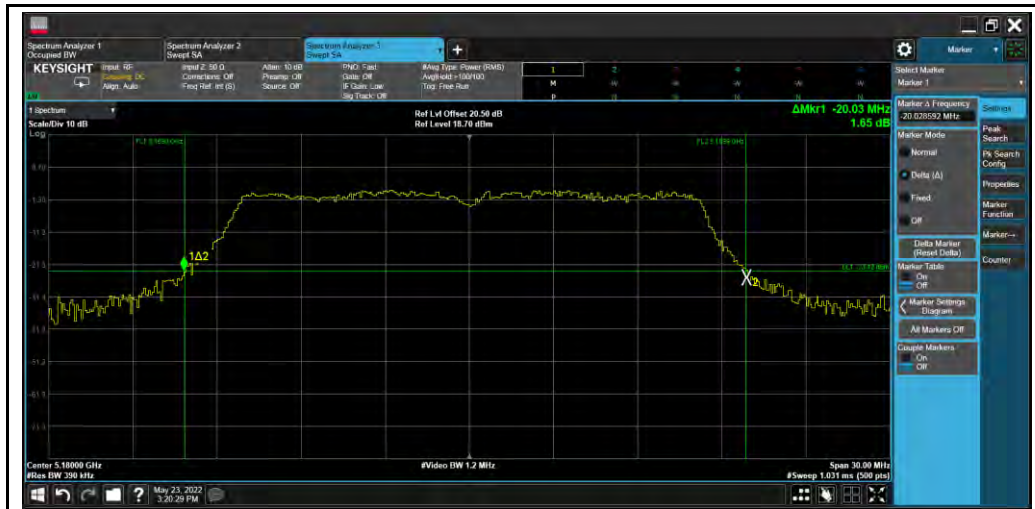 Spectrum Analyzer 1
Occupied BW
Spectrum Analyzer 2
Swept SA
Spectrum Analyzer 3
Swept SA
+
Marker
KEYSIGHT
Input: RF
Coupling: DC
Align: Auto
Input Z: 50 Ω
Corrections: Off
Freq Ref: Int (S)
Atten: 10 dB
Preamp: Off
Source: Off
PNO: Fast
Gate: Off
IF Gain: Low
Sig Track: Off
#Avg Type: Power (RMS)
Avg|Hold:>100/100
Trig: Free Run
1
2
4
M
P
Select Marker
Marker 1
1 Spectrum
Scale/Div 10 dB
Log
Ref Lvl Offset 20.50 dB
Ref Level 18.70 dBm
ΔMkr1 -20.03 MHz
1.65 dB
1Δ2
2
Center 5.18000 GHz
#Res BW 390 kHz
#Video BW 1.2 MHz
Span 30.00 MHz
#Sweep 1.031 ms (500 pts)
Marker Δ Frequency
-20.028592 MHz
Marker Mode
Normal
Delta (Δ)
Fixed
Off
Delta Marker
(Reset Delta)
Marker Table
On
Off
Marker Settings
Diagram
All Markers Off
Couple Markers
On
Off
Settings
Peak
Search
Pk Search
Config
Properties
Marker
Function
Marker→
Counter
?
May 23, 2022
3:20:29 PM